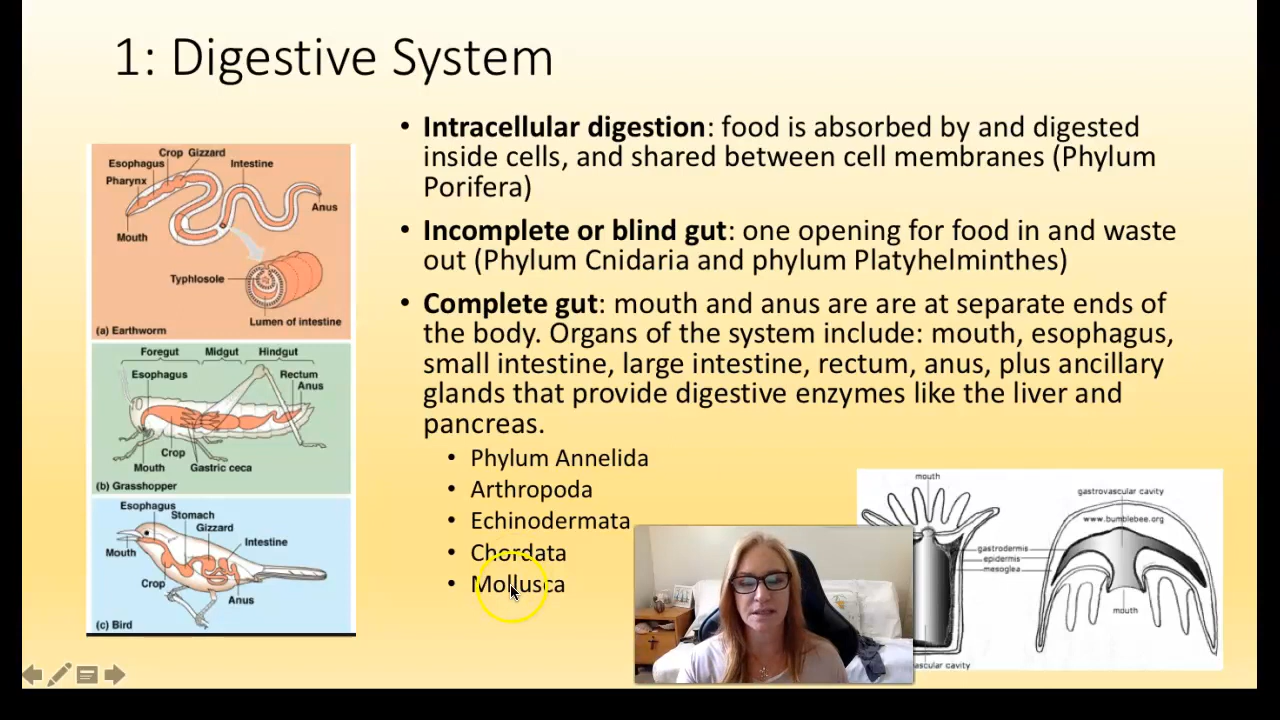 1: Digestive System
• Intracellular digestion: food is absorbed by and digested
inside cells, and shared between cell membranes (Phylum
Porifera)
• Incomplete or blind gut: one opening for food in and waste
out (Phylum Cnidaria and phylum Platyhelminthes)
• Complete gut: mouth and anus are are at separate ends of
the body. Organs of the system include: mouth, esophagus,
small intestine, large intestine, rectum, anus, plus ancillary
glands that provide digestive enzymes like the liver and
pancreas.
• Phylum Annelida
• Arthropoda
• Echinodermata
• Chordata
• Mollusca
Crop Gizzard
Esophagus
Intestine
Pharynx
Anus
Mouth
Typhlosole
Lumen of intestine
(a) Earthworm
Foregut Midgut Hindgut
Esophagus
Rectum
Anus
Crop
Mouth
Gastric ceca
(b) Grasshopper
Esophagus
Stomach
Gizzard
Intestine
Mouth
Crop
Anus
(c) Bird
mouth
gastrovascular cavity
www.bumblebee.org
gastrodermis
epidermis
mesoglea
mouth
ascular cavity